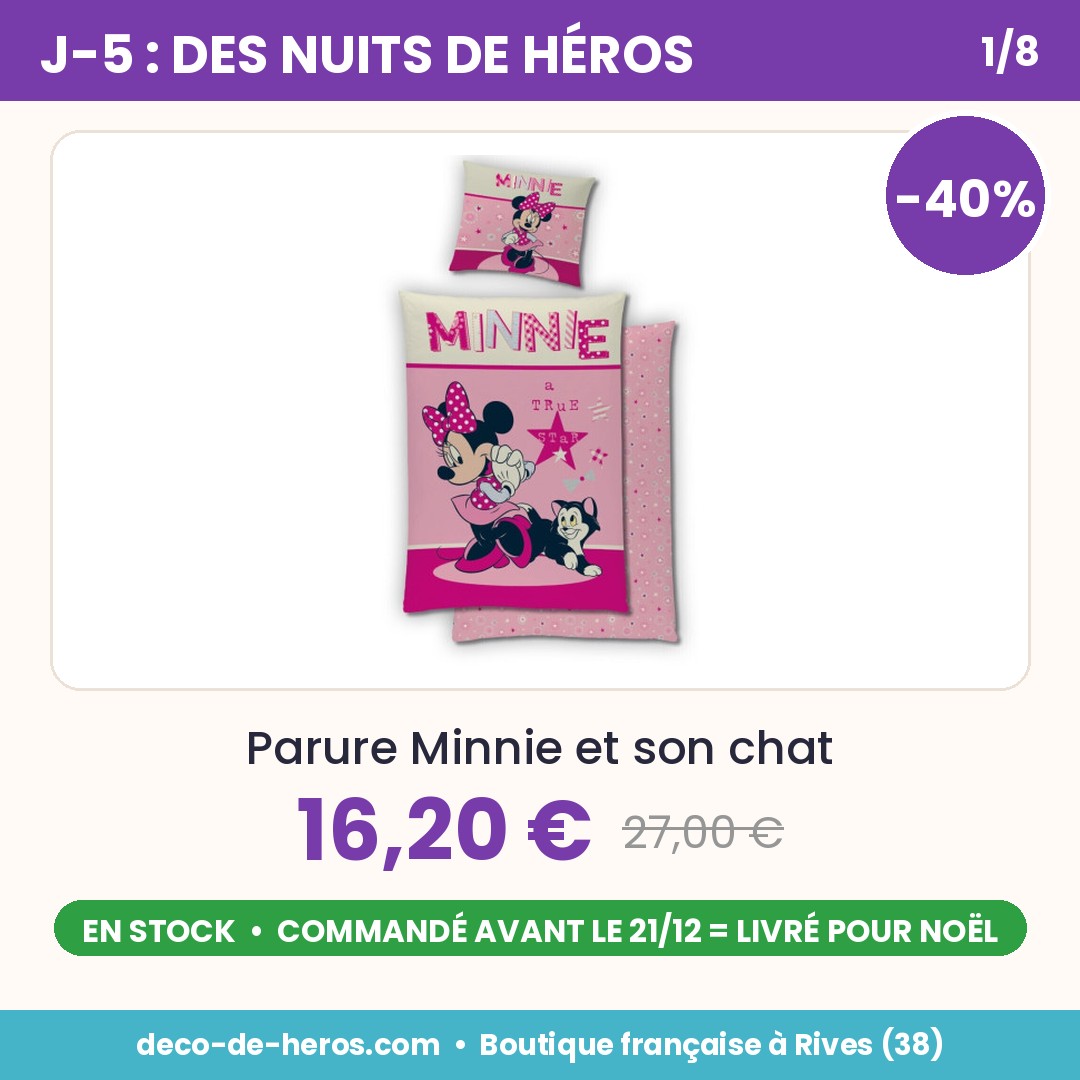 J-5 : DES NUITS DE HÉROS
1/8
-40%
MINNIE
MINNIE
a
TRuE
STaR
Parure Minnie et son chat
16,20 € 27,00 €
EN STOCK • COMMANDÉ AVANT LE 21/12 = LIVRÉ POUR NOËL
deco-de-heros.com • Boutique française à Rives (38)